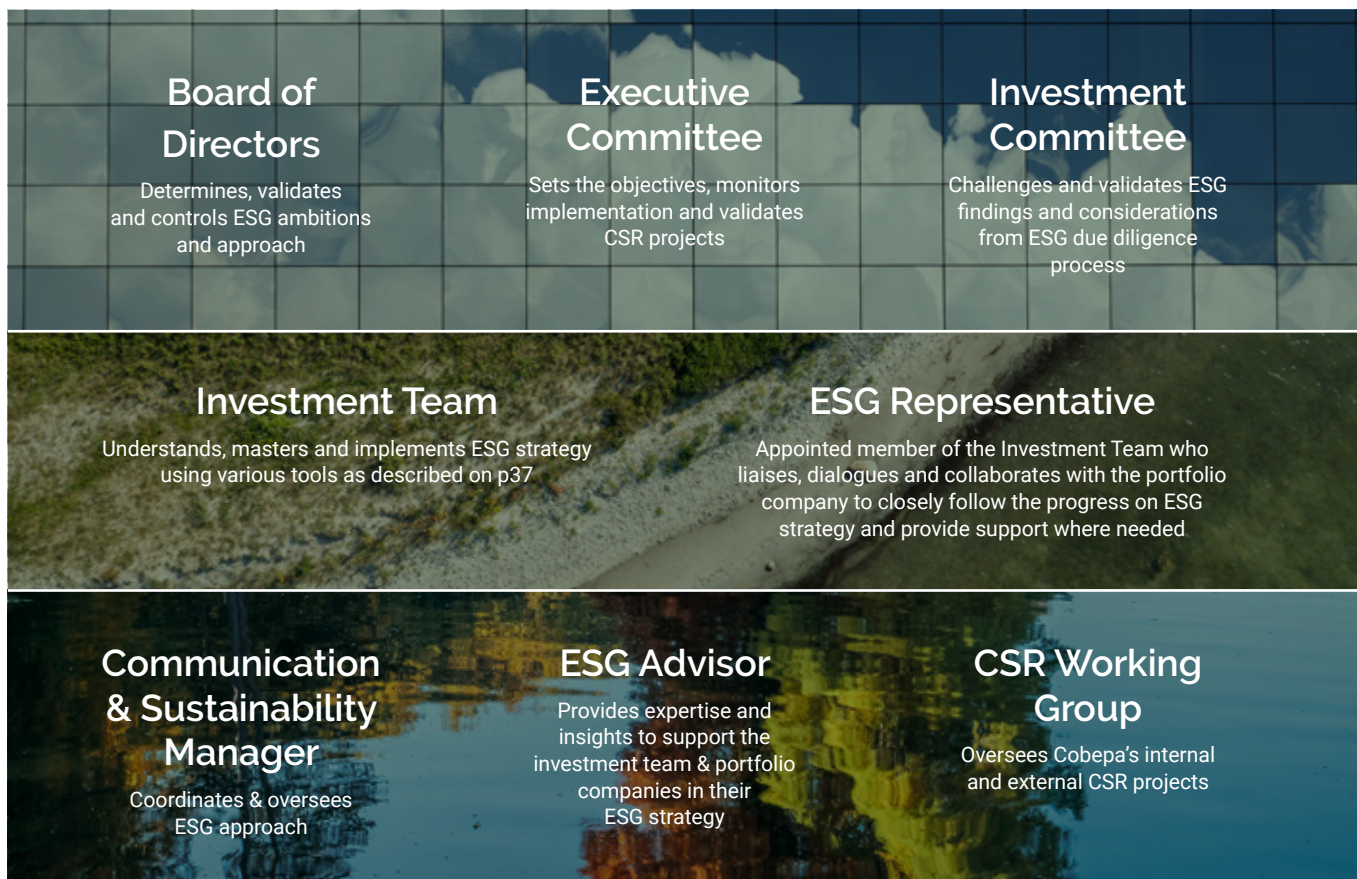 Board of
Directors
Determines, validates
and controls ESG ambitions
and approach
Executive
Committee
Sets the objectives, monitors
implementation and validates
CSR projects
Investment
Committee
Challenges and validates ESG
findings and considerations
from ESG due diligence
process
Investment Team
Understands, masters and implements ESG strategy
using various tools as described on p37
ESG Representative
Appointed member of the Investment Team who
liaises, dialogues and collaborates with the portfolio
company to closely follow the progress on ESG
strategy and provide support where needed
Communication
& Sustainability
Manager
Coordinates & oversees
ESG approach
ESG Advisor
Provides expertise and
insights to support the
investment team & portfolio
companies in their
ESG strategy
CSR Working
Group
Oversees Cobepa’s internal
and external CSR projects